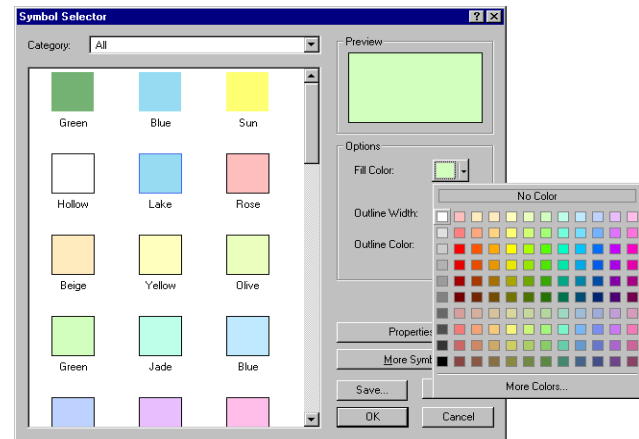 Symbol Selector
Category: All
Preview
Green Blue Sun
Options
Fill Color:
No Color
Hollow Lake Rose
Outline Width:
Outline Color:
Beige Yellow Olive
Properties
More Symb
Green Jade Blue
More Colors...
Save...
OK Cancel